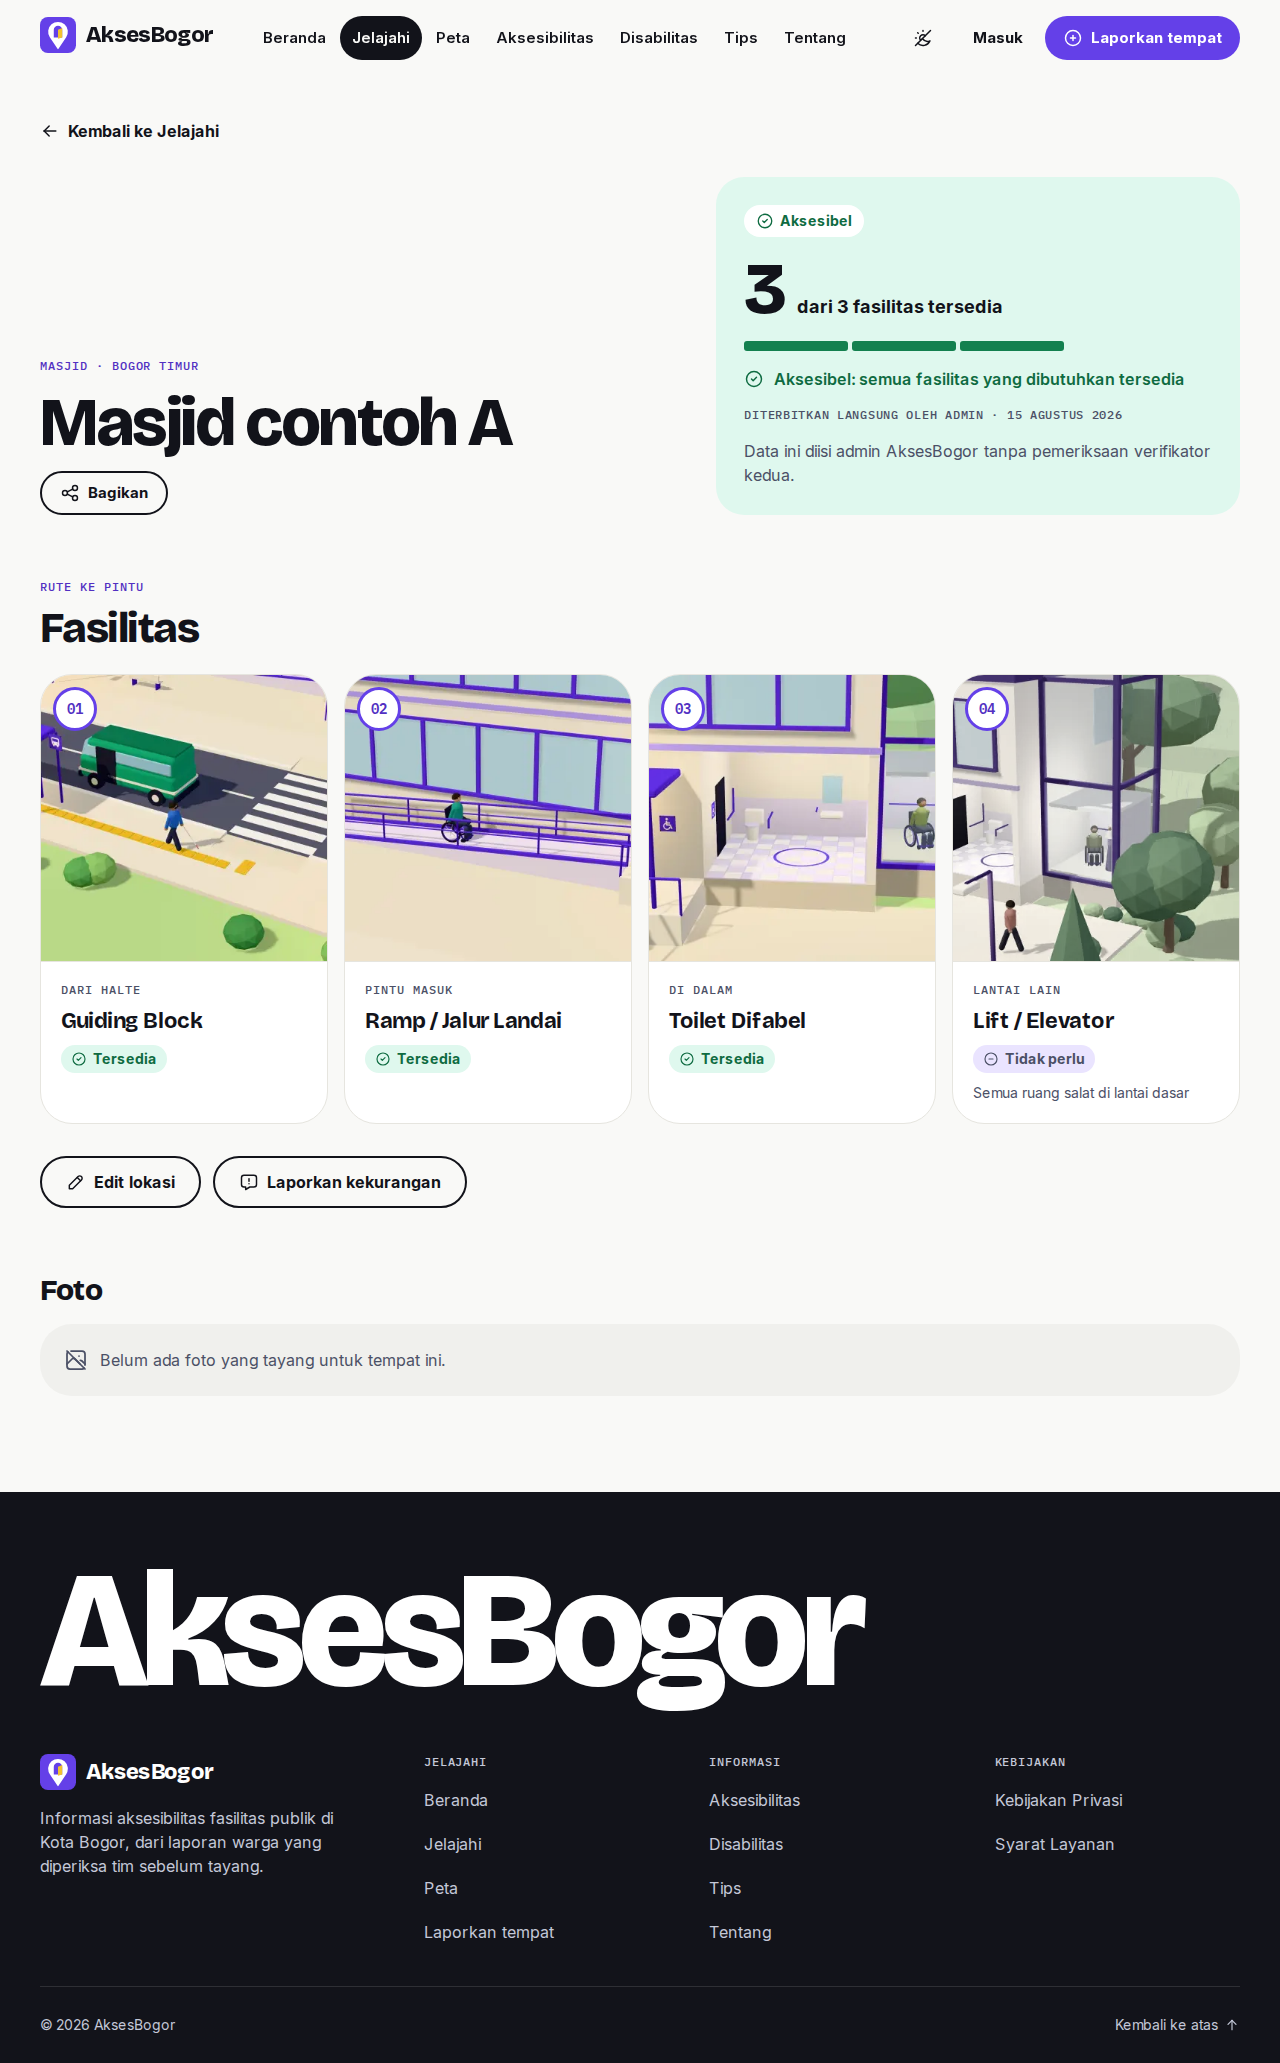 AksesBogor
Beranda
Jelajahi
Peta
Aksesibilitas
Disabilitas
Tips
Tentang
Masuk
Laporkan tempat
Kembali ke Jelajahi
MASJID · BOGOR TIMUR
Masjid contoh A
Bagikan
Aksesibel
3 dari 3 fasilitas tersedia
Aksesibel: semua fasilitas yang dibutuhkan tersedia
DITERBITKAN LANGSUNG OLEH ADMIN · 15 AGUSTUS 2026
Data ini diisi admin AksesBogor tanpa pemeriksaan verifikator
kedua.
RUTE KE PINTU
Fasilitas
01
DARI HALTE
Guiding Block
Tersedia
02
PINTU MASUK
Ramp / Jalur Landai
Tersedia
03
DI DALAM
Toilet Difabel
Tersedia
04
LANTAI LAIN
Lift / Elevator
Tidak perlu
Semua ruang salat di lantai dasar
Edit lokasi
Laporkan kekurangan
Foto
Belum ada foto yang tayang untuk tempat ini.
AksesBogor
AksesBogor
Informasi aksesibilitas fasilitas publik di
Kota Bogor, dari laporan warga yang
diperiksa tim sebelum tayang.
JELAJAHI
Beranda
Jelajahi
Peta
Laporkan tempat
INFORMASI
Aksesibilitas
Disabilitas
Tips
Tentang
KEBIJAKAN
Kebijakan Privasi
Syarat Layanan
© 2026 AksesBogor
Kembali ke atas ↑